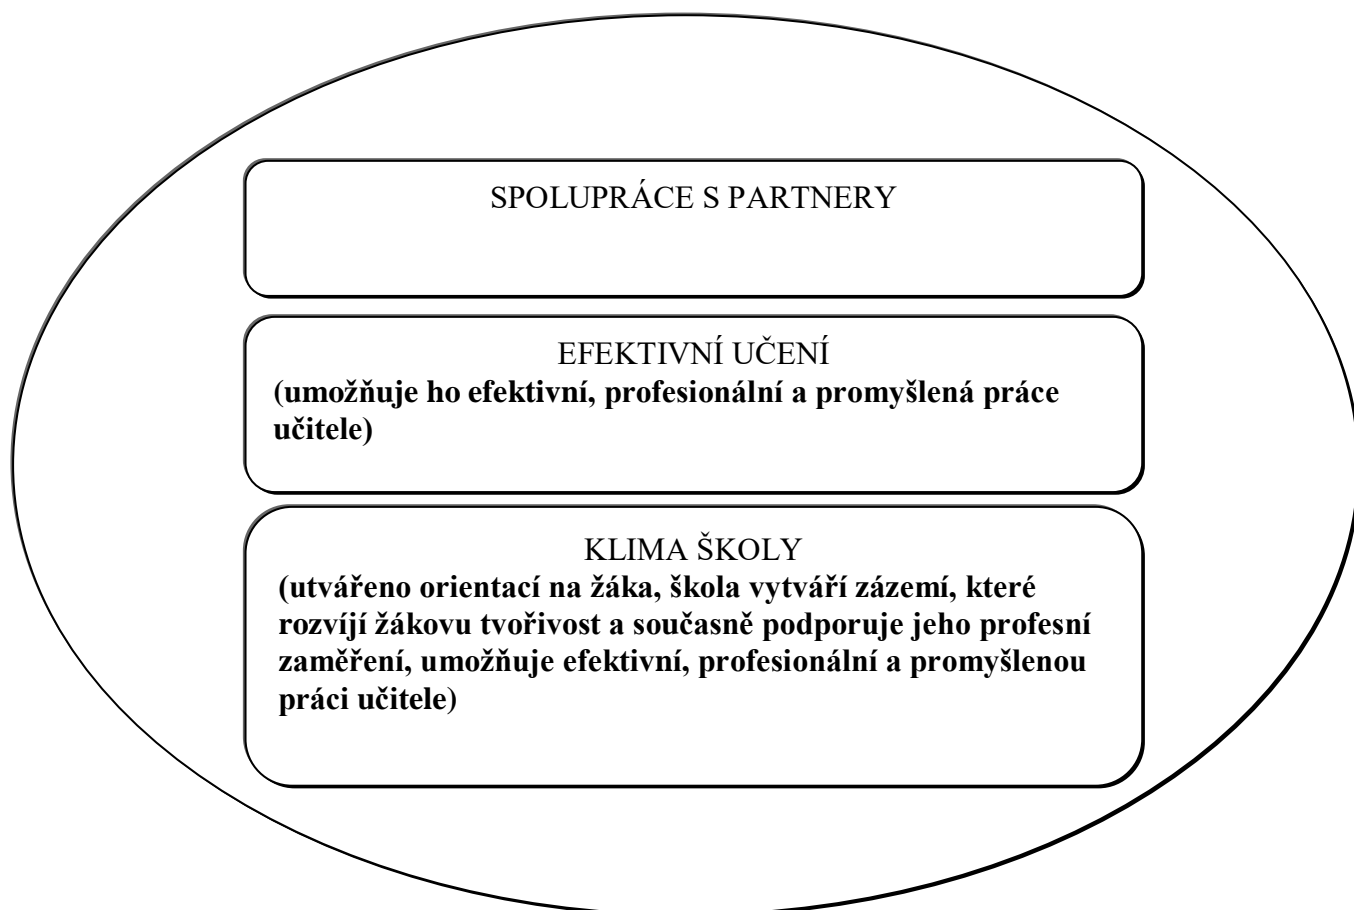 SPOLUPRÁCE S PARTNERY
EFEKTIVNÍ UČENÍ
(umožňuje ho efektivní, profesionální a promyšlená práce
učitele)
KLIMA ŠKOLY
(utvářeno orientací na žáka, škola vytváří zázemí, které
rozvíjí žákovu tvořivost a současně podporuje jeho profesní
zaměření, umožňuje efektivní, profesionální a promyšlenou
práci učitele)